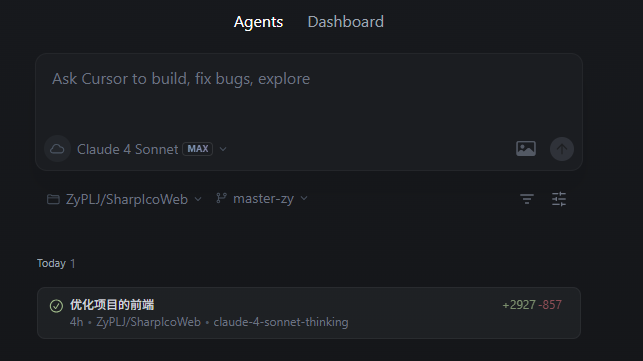 Agents Dashboard
Ask Cursor to build, fix bugs, explore
Claude 4 Sonnet MAX
ZyPLJ/SharpIcoWeb master-zy
Today 1
优化项目的前端 +2927 -857
4h • ZyPLJ/SharpIcoWeb • claude-4-sonnet-thinking